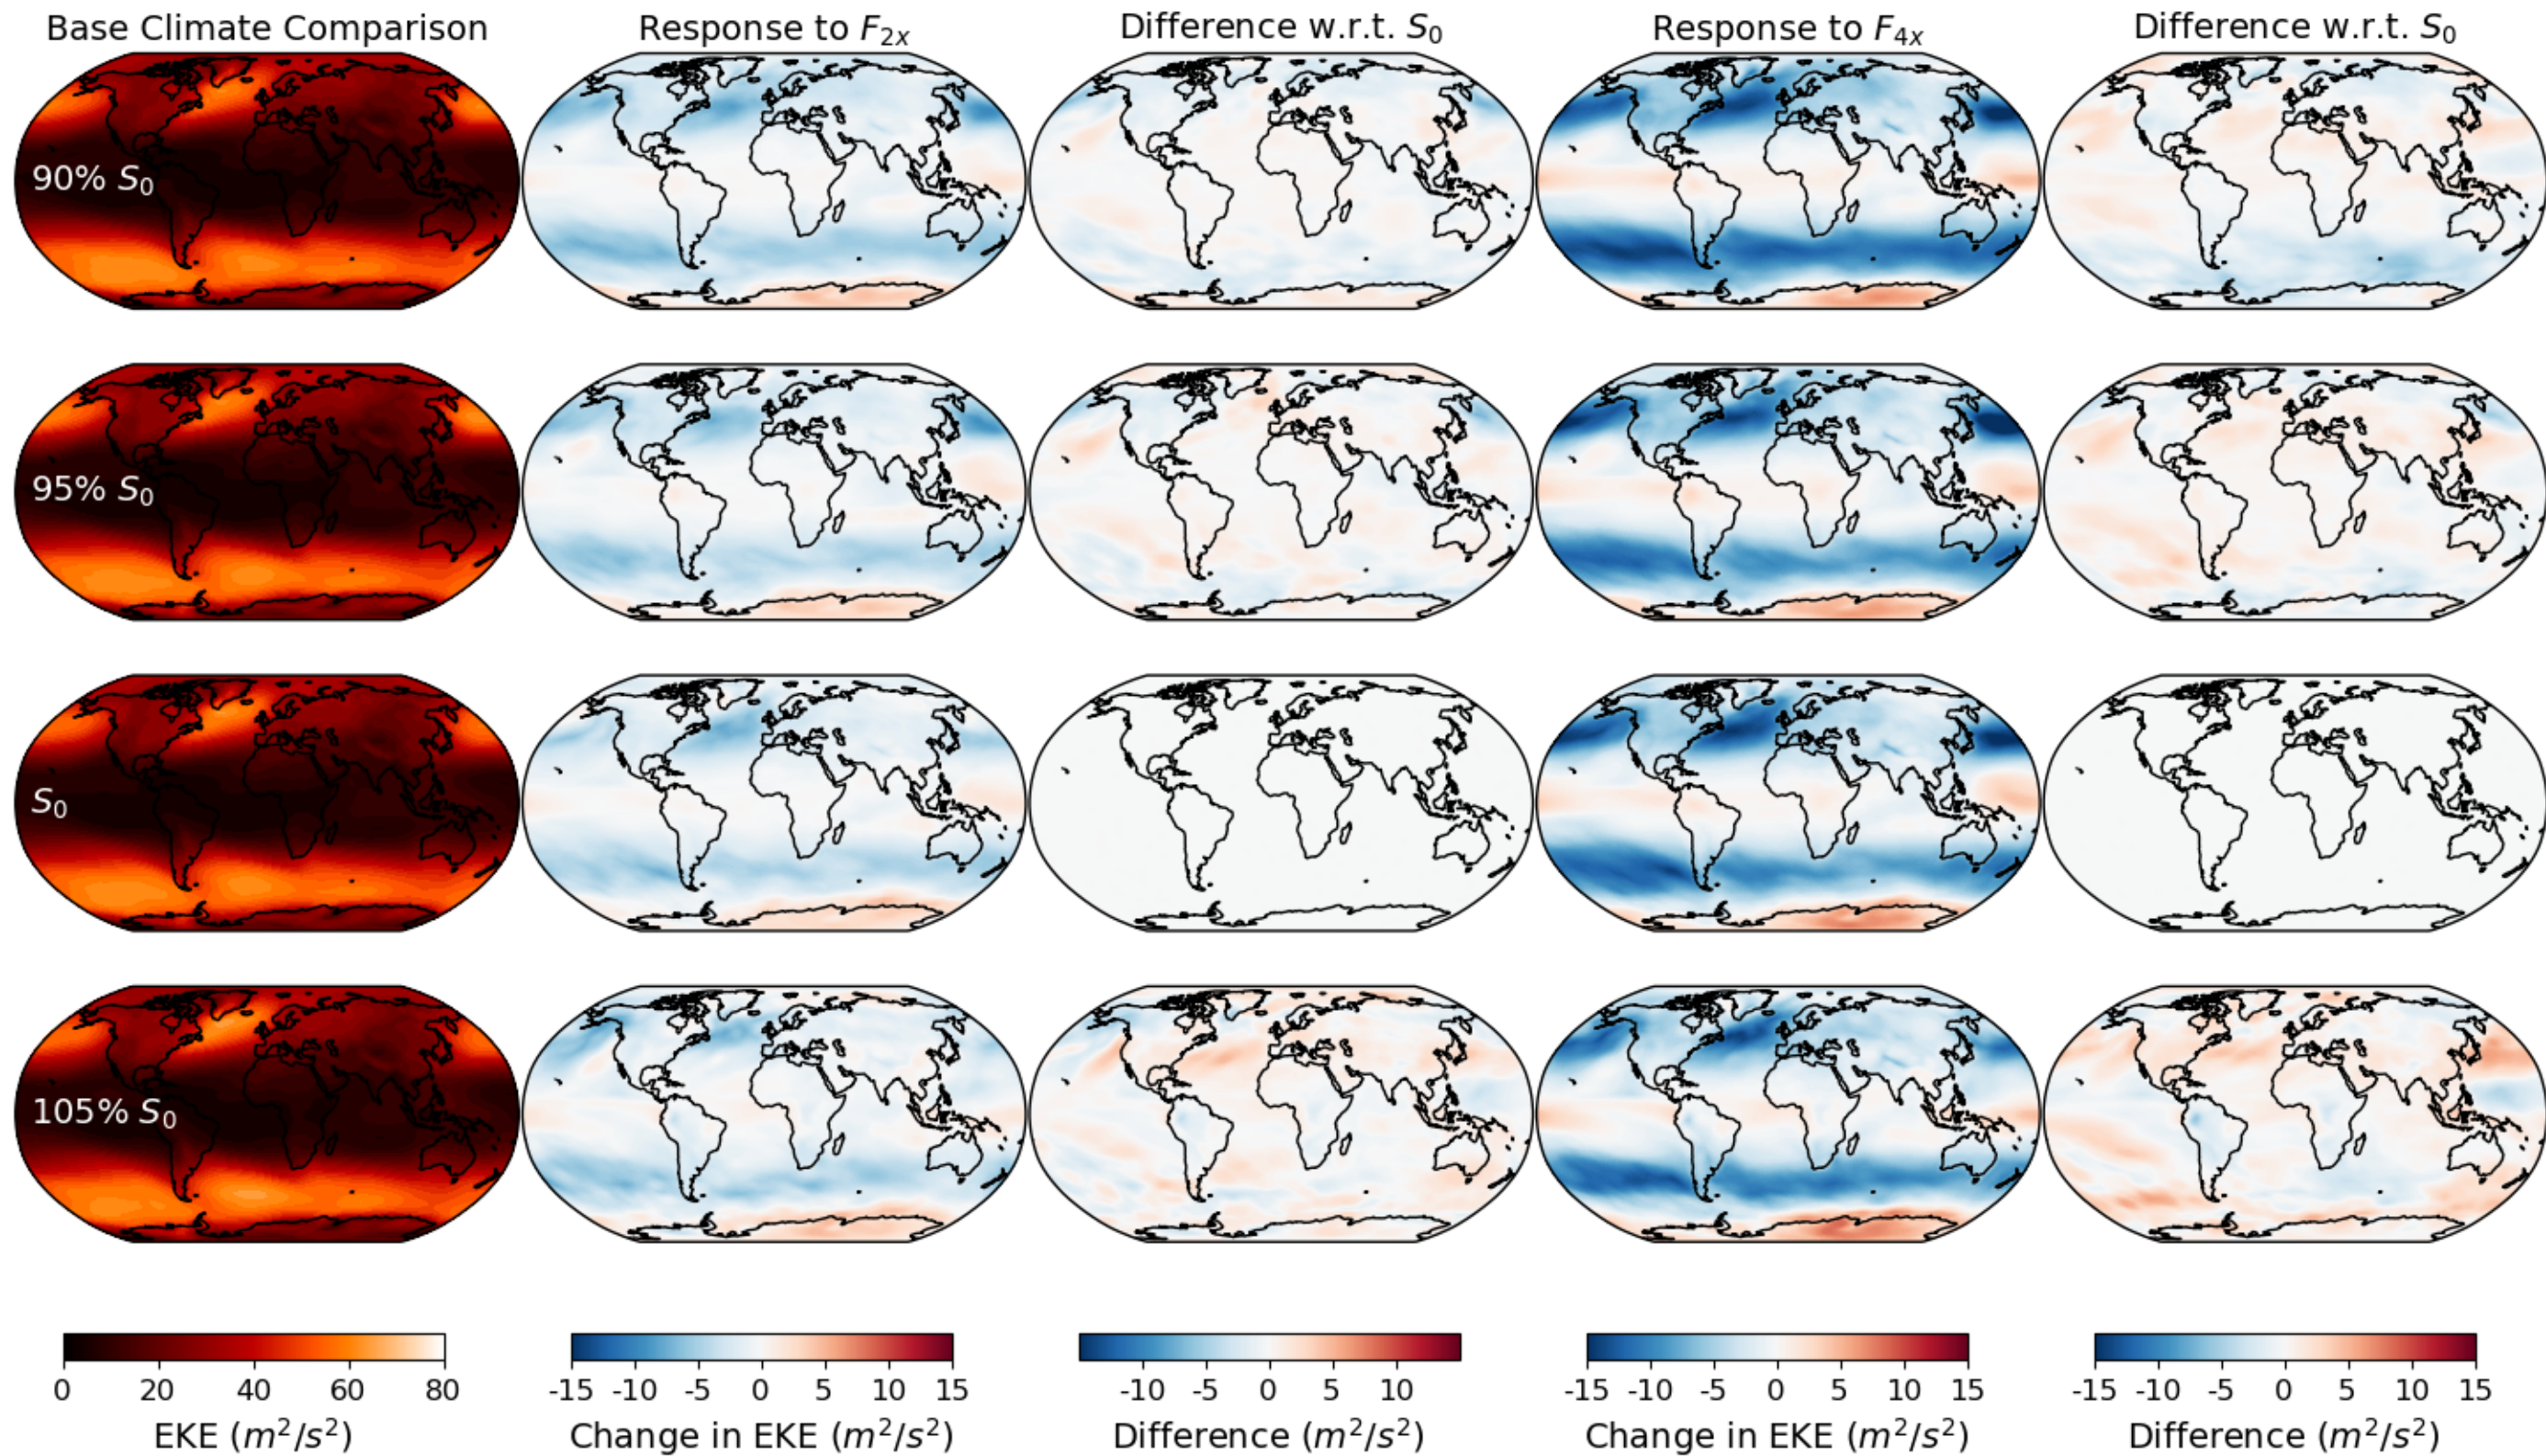 Base Climate Comparison
Response to F2x
Difference w.r.t. S0
Response to F4x
Difference w.r.t. S0
90% S0
95% S0
S0
105% S0
0 20 40 60 80
EKE (m²/s²)
-15 -10 -5 0 5 10 15
Change in EKE (m²/s²)
-10 -5 0 5 10
Difference (m²/s²)
-15 -10 -5 0 5 10 15
Change in EKE (m²/s²)
-15 -10 -5 0 5 10 15
Difference (m²/s²)